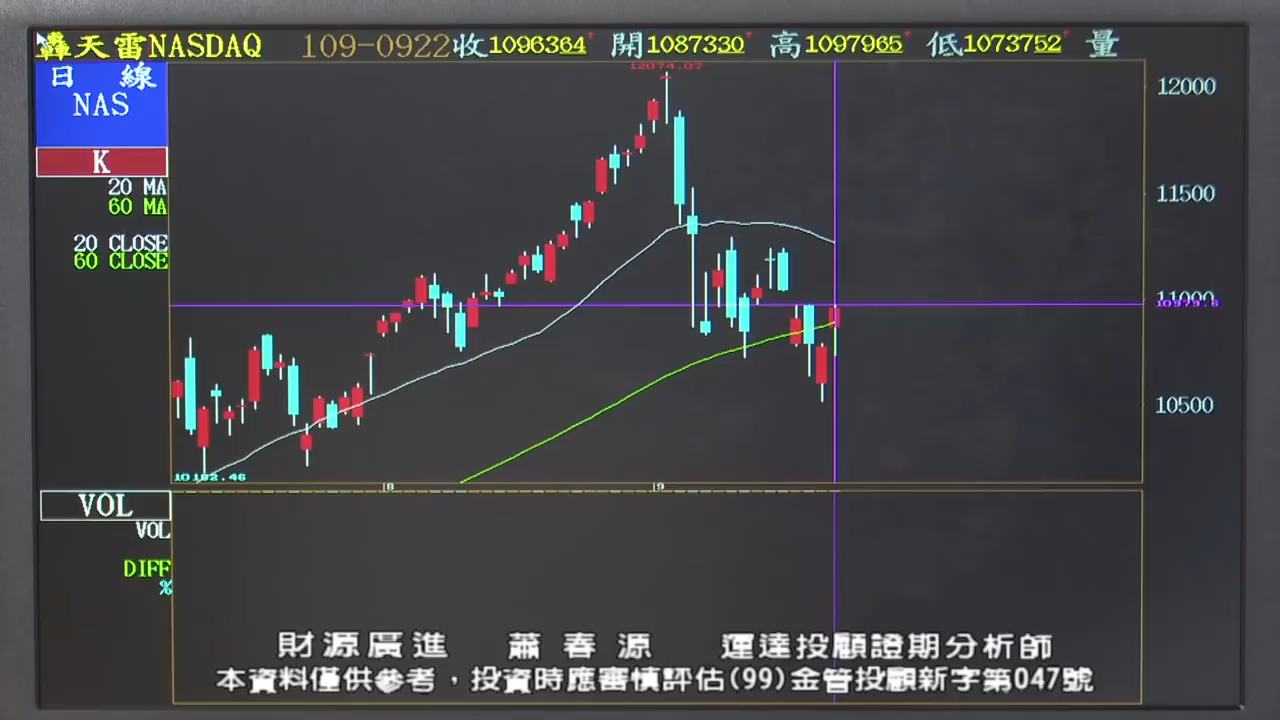 轟天雷NASDAQ 109-0922收1096364 開1087330 高1097965 低1073752 量
日 線
NAS
K
20 MA
60 MA
20 CLOSE
60 CLOSE
12074.07
12000
11500
11000
10979.6
10500
10182.46
8
9
VOL
VOL
DIFF
%
財源廣進 蕭春源 運達投顧證期分析師
本資料僅供參考，投資時應審慎評估(99)金管投顧新字第047號